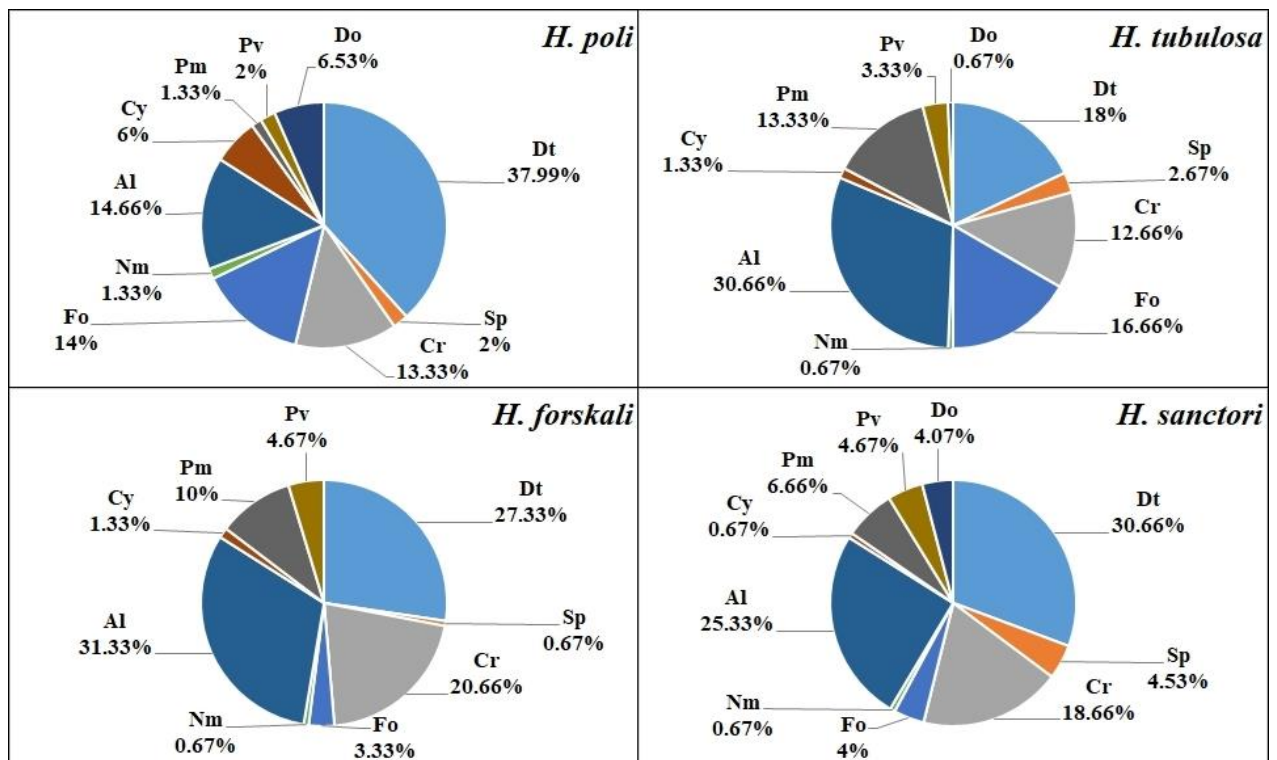 H. poli
Do
6.53%
Pv
2%
Pm
1.33%
Cy
6%
Al
14.66%
Nm
1.33%
Fo
14%
Cr
13.33%
Sp
2%
Dt
37.99%
H. tubulosa
Do
0.67%
Pv
3.33%
Pm
13.33%
Cy
1.33%
Al
30.66%
Nm
0.67%
Fo
16.66%
Cr
12.66%
Sp
2.67%
Dt
18%
H. forskali
Pv
4.67%
Pm
10%
Cy
1.33%
Al
31.33%
Nm
0.67%
Fo
3.33%
Cr
20.66%
Sp
0.67%
Dt
27.33%
H. sanctori
Do
4.07%
Pv
4.67%
Pm
6.66%
Cy
0.67%
Al
25.33%
Nm
0.67%
Fo
4%
Cr
18.66%
Sp
4.53%
Dt
30.66%